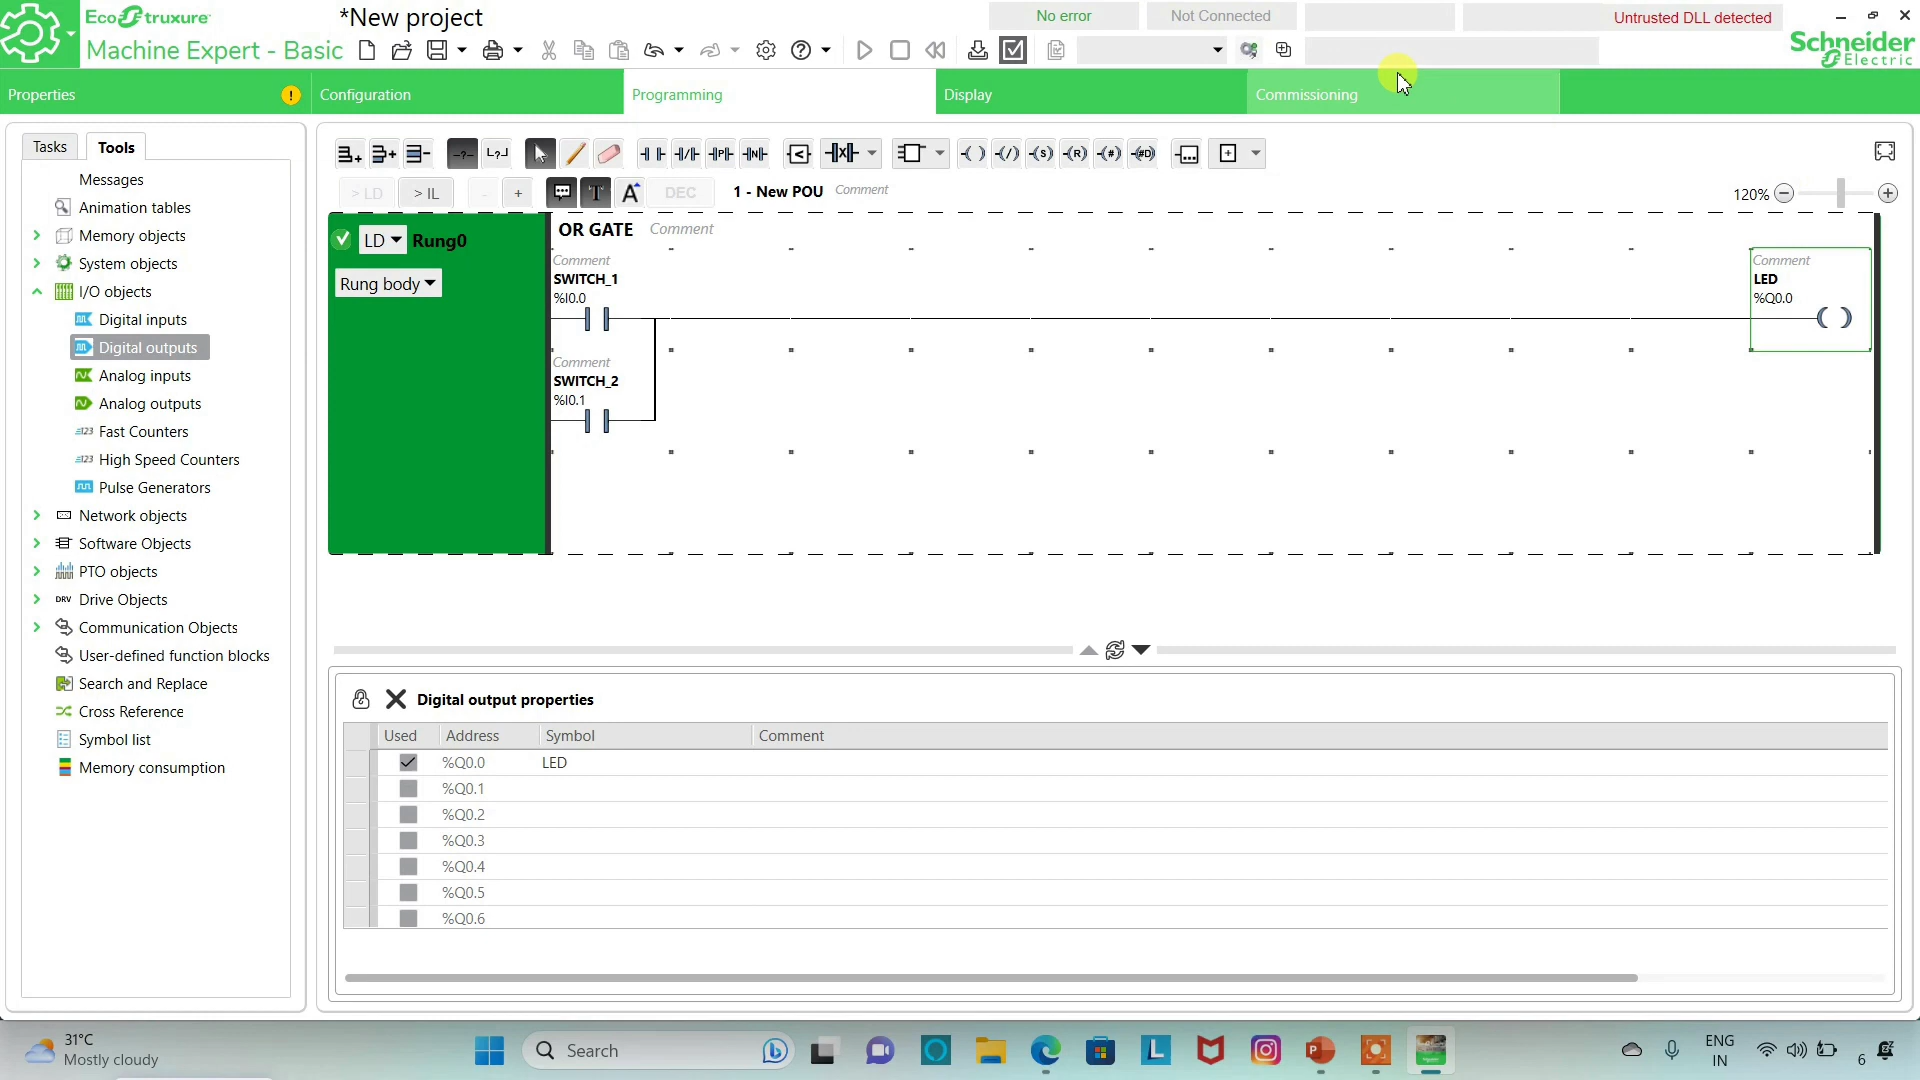 EcoStruxure
Machine Expert - Basic
*New project
No error
Not Connected
Untrusted DLL detected
Schneider
Electric
Properties
!
Configuration
Programming
Display
Commissioning
Tasks
Tools
Messages
Animation tables
Memory objects
System objects
I/O objects
Digital inputs
Digital outputs
Analog inputs
Analog outputs
Fast Counters
High Speed Counters
Pulse Generators
Network objects
Software Objects
PTO objects
DRV Drive Objects
Communication Objects
User-defined function blocks
Search and Replace
Cross Reference
Symbol list
Memory consumption
> LD
> IL
-
+
T
A
DEC
1 - New POU
Comment
120%
LD
Rung0
Rung body
OR GATE Comment
Comment
SWITCH_1
%I0.0
Comment
SWITCH_2
%I0.1
Comment
LED
%Q0.0
Digital output properties
Used Address Symbol Comment
%Q0.0 LED
%Q0.1
%Q0.2
%Q0.3
%Q0.4
%Q0.5
%Q0.6
31°C
Mostly cloudy
Search
ENG
IN
6